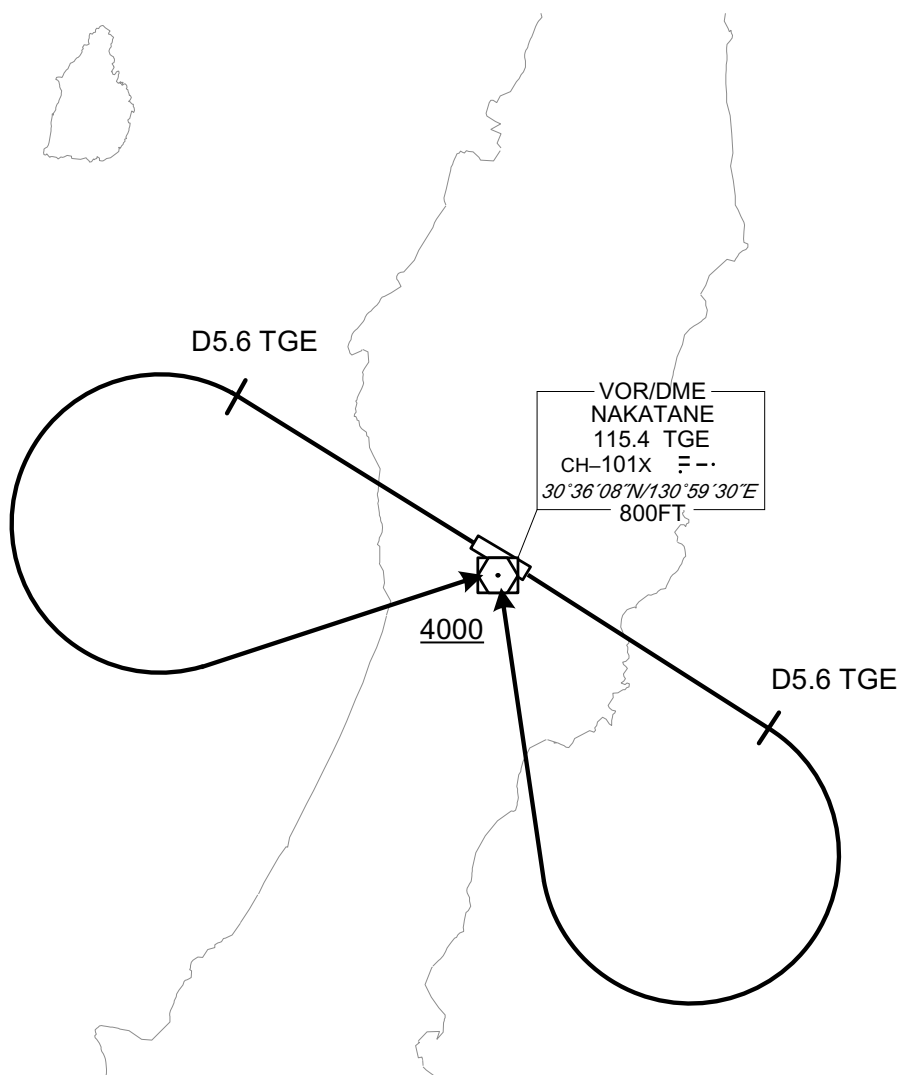 D5.6 TGE
VOR/DME
NAKATANE
115.4 TGE
CH–101X
30°36′08″N/130°59′30″E
800FT
4000
D5.6 TGE